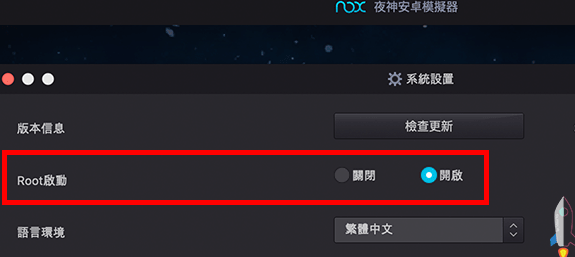 nox 夜神安卓模擬器
系統設置
版本信息 檢查更新
Root啟動 關閉 開啟
語言環境 繁體中文